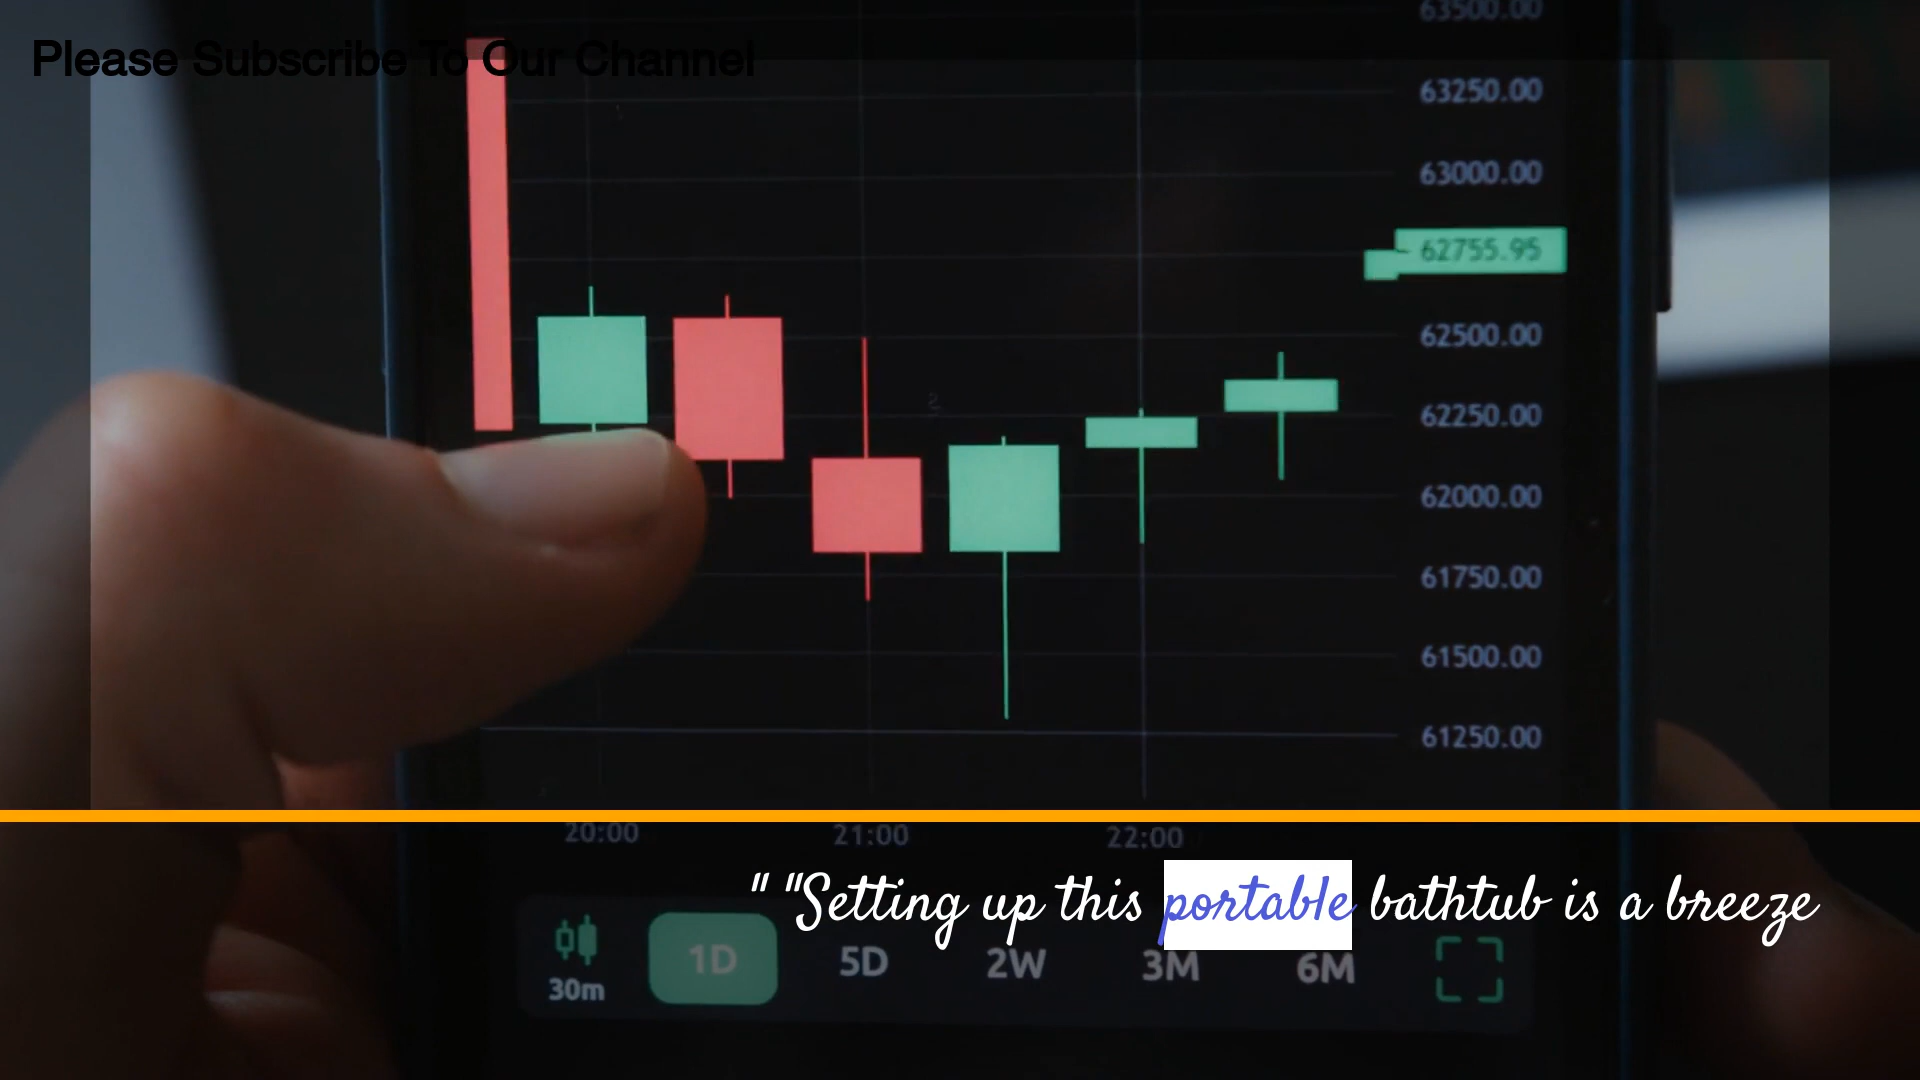 Please Subscribe To Our Channel
63500.00
63250.00
63000.00
62755.95
62500.00
62250.00
62000.00
61750.00
61500.00
61250.00
20:00 21:00 22:00
" "Setting up this portable bathtub is a breeze
1D 5D 2W 3M 6M
30m